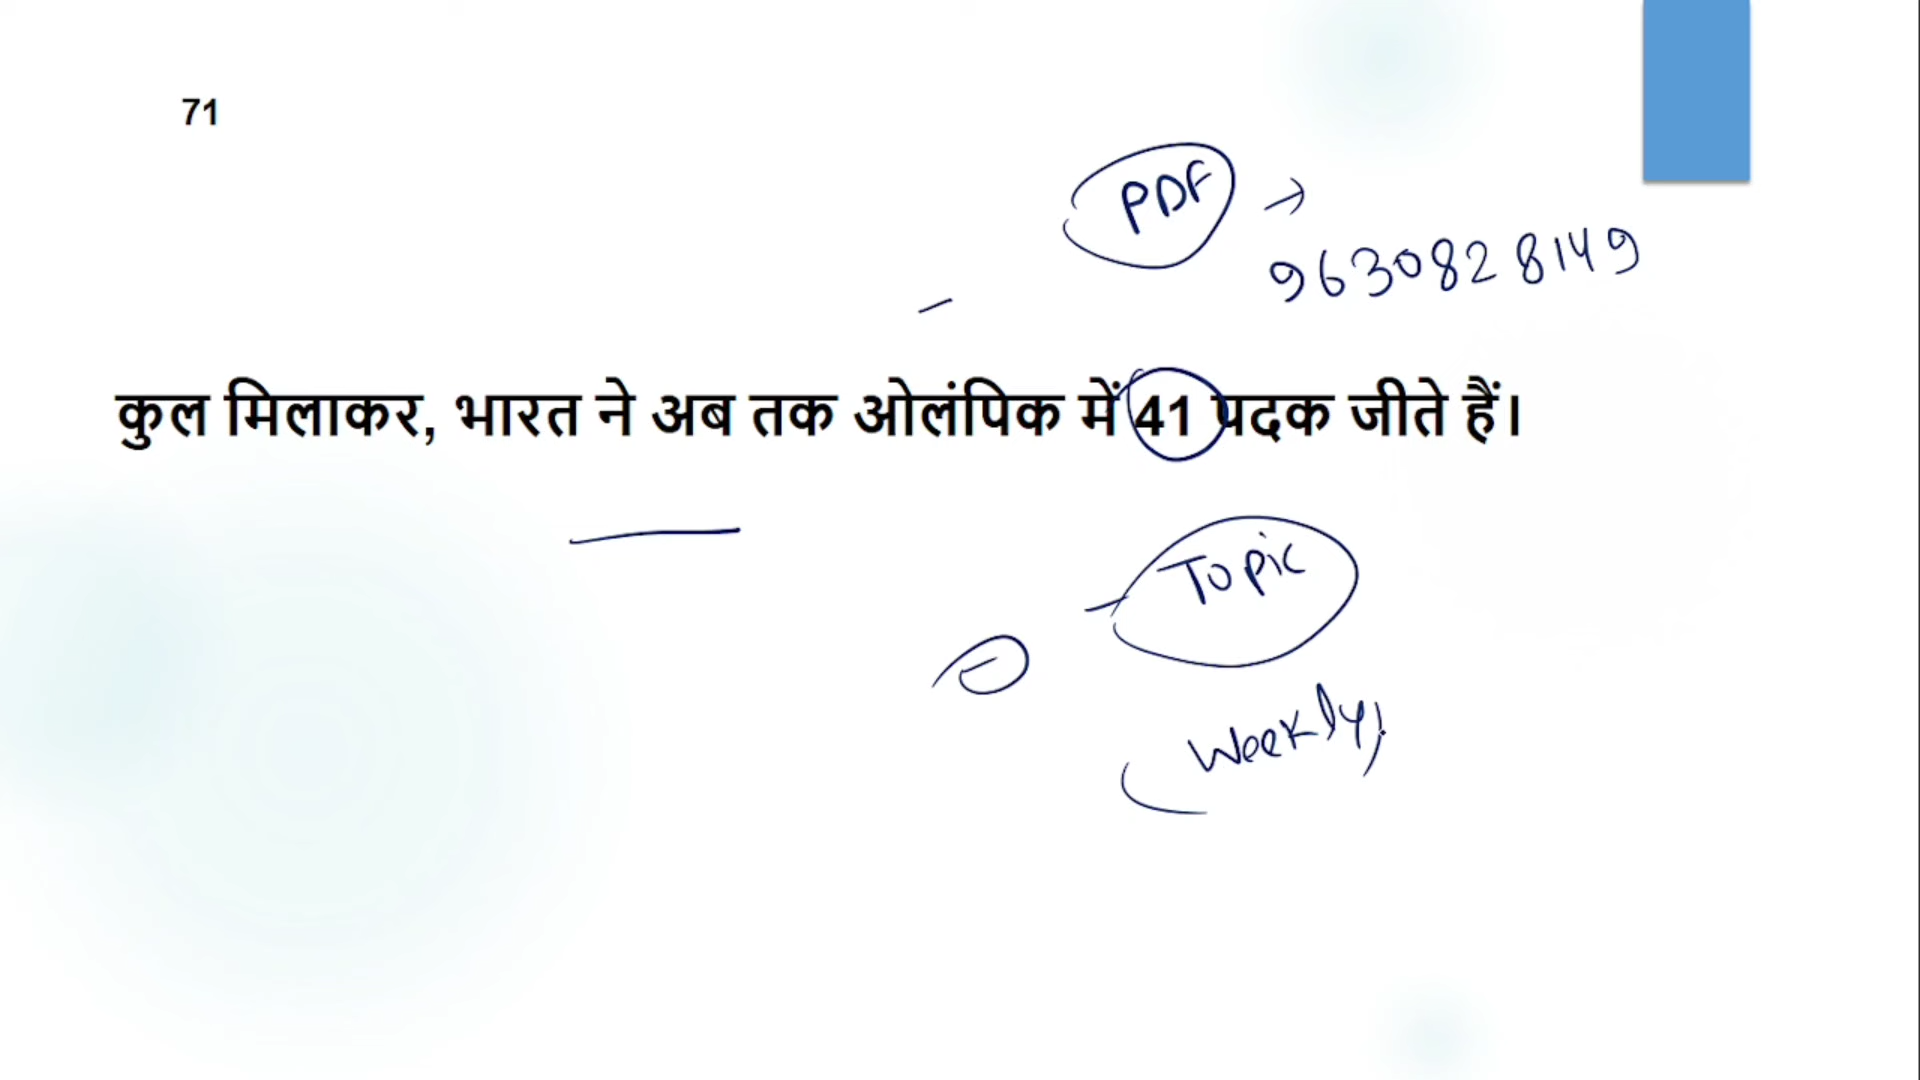 71
PDF →
9630828149
कुल मिलाकर, भारत ने अब तक ओलंपिक में 41 पदक जीते हैं।
Topic
Weekly